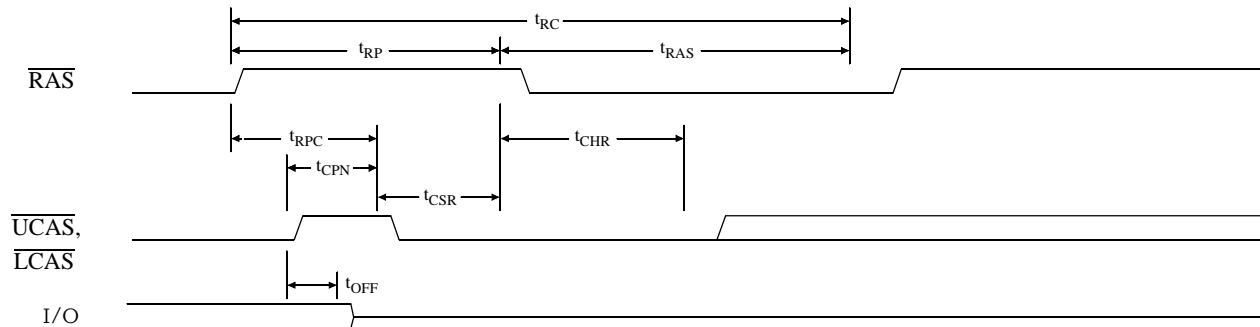 tRC
tRP tRAS
RAS
tRPC tCHR
tCPN
tCSR
UCAS,
LCAS
tOFF
I/O